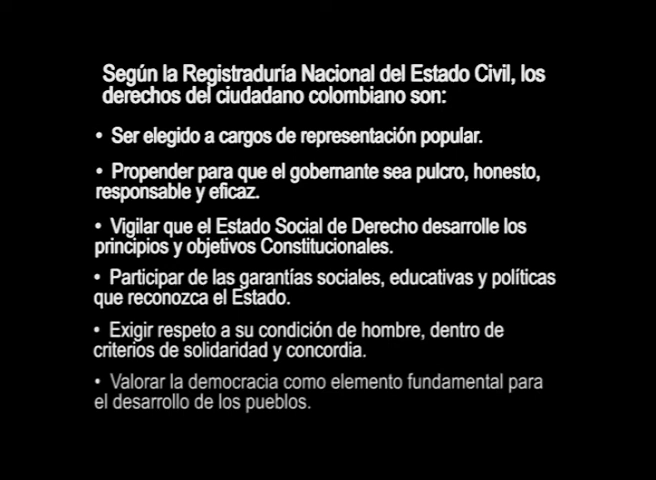 Según la Registraduría Nacional del Estado Civil, los
derechos del ciudadano colombiano son:
• Ser elegido a cargos de representación popular.
• Propender para que el gobernante sea pulcro, honesto,
responsable y eficaz.
• Vigilar que el Estado Social de Derecho desarrolle los
principios y objetivos Constitucionales.
• Participar de las garantías sociales, educativas y políticas
que reconozca el Estado.
• Exigir respeto a su condición de hombre, dentro de
criterios de solidaridad y concordia.
• Valorar la democracia como elemento fundamental para
el desarrollo de los pueblos.